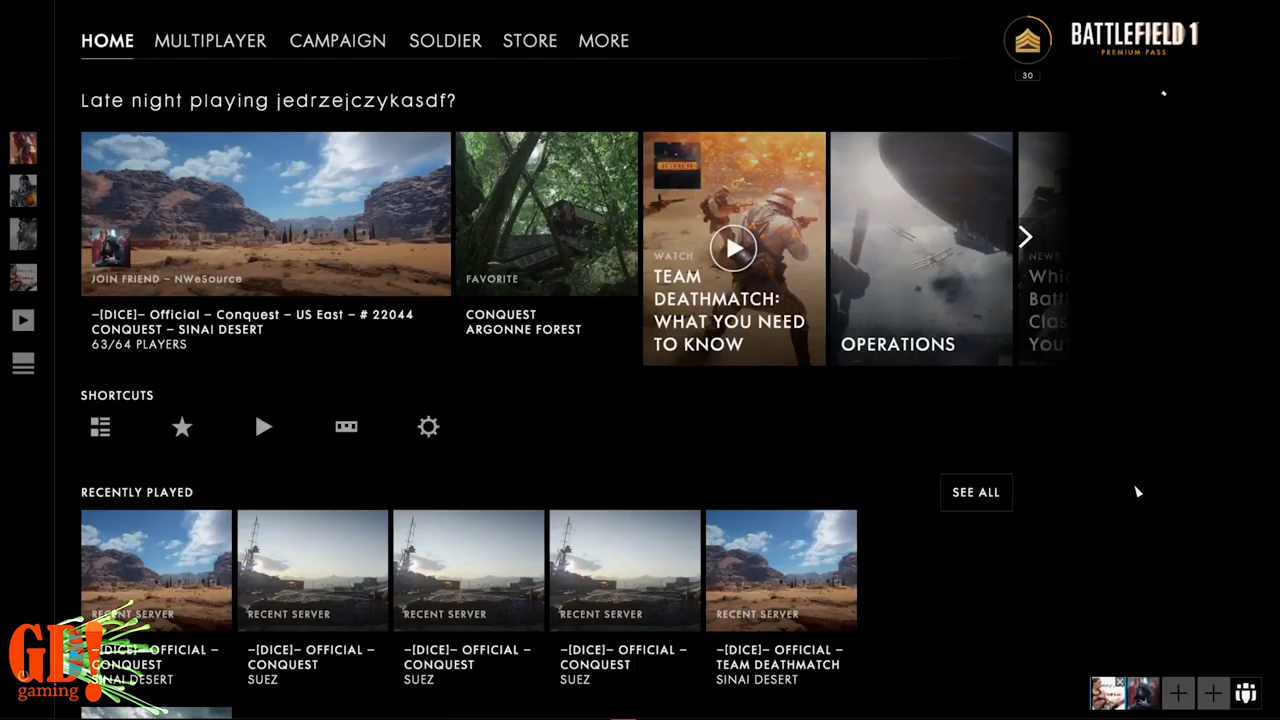 HOME MULTIPLAYER CAMPAIGN SOLDIER STORE MORE
BATTLEFIELD 1
PREMIUM PASS
30
Late night playing jedrzejczykasdf?
JOIN FRIEND – NWeSource
–[DICE]– Official – Conquest – US East – # 22044
CONQUEST – SINAI DESERT
63/64 PLAYERS
FAVORITE
CONQUEST
ARGONNE FOREST
WATCH
TEAM
DEATHMATCH:
WHAT YOU NEED
TO KNOW
OPERATIONS
NEWS
SHORTCUTS
RECENTLY PLAYED
SEE ALL
RECENT SERVER
–[DICE]– OFFICIAL –
CONQUEST
SINAI DESERT
RECENT SERVER
–[DICE]– OFFICIAL –
CONQUEST
SUEZ
RECENT SERVER
–[DICE]– OFFICIAL –
CONQUEST
SUEZ
RECENT SERVER
–[DICE]– OFFICIAL –
CONQUEST
SUEZ
RECENT SERVER
–[DICE]– OFFICIAL –
TEAM DEATHMATCH
SINAI DESERT
gaming